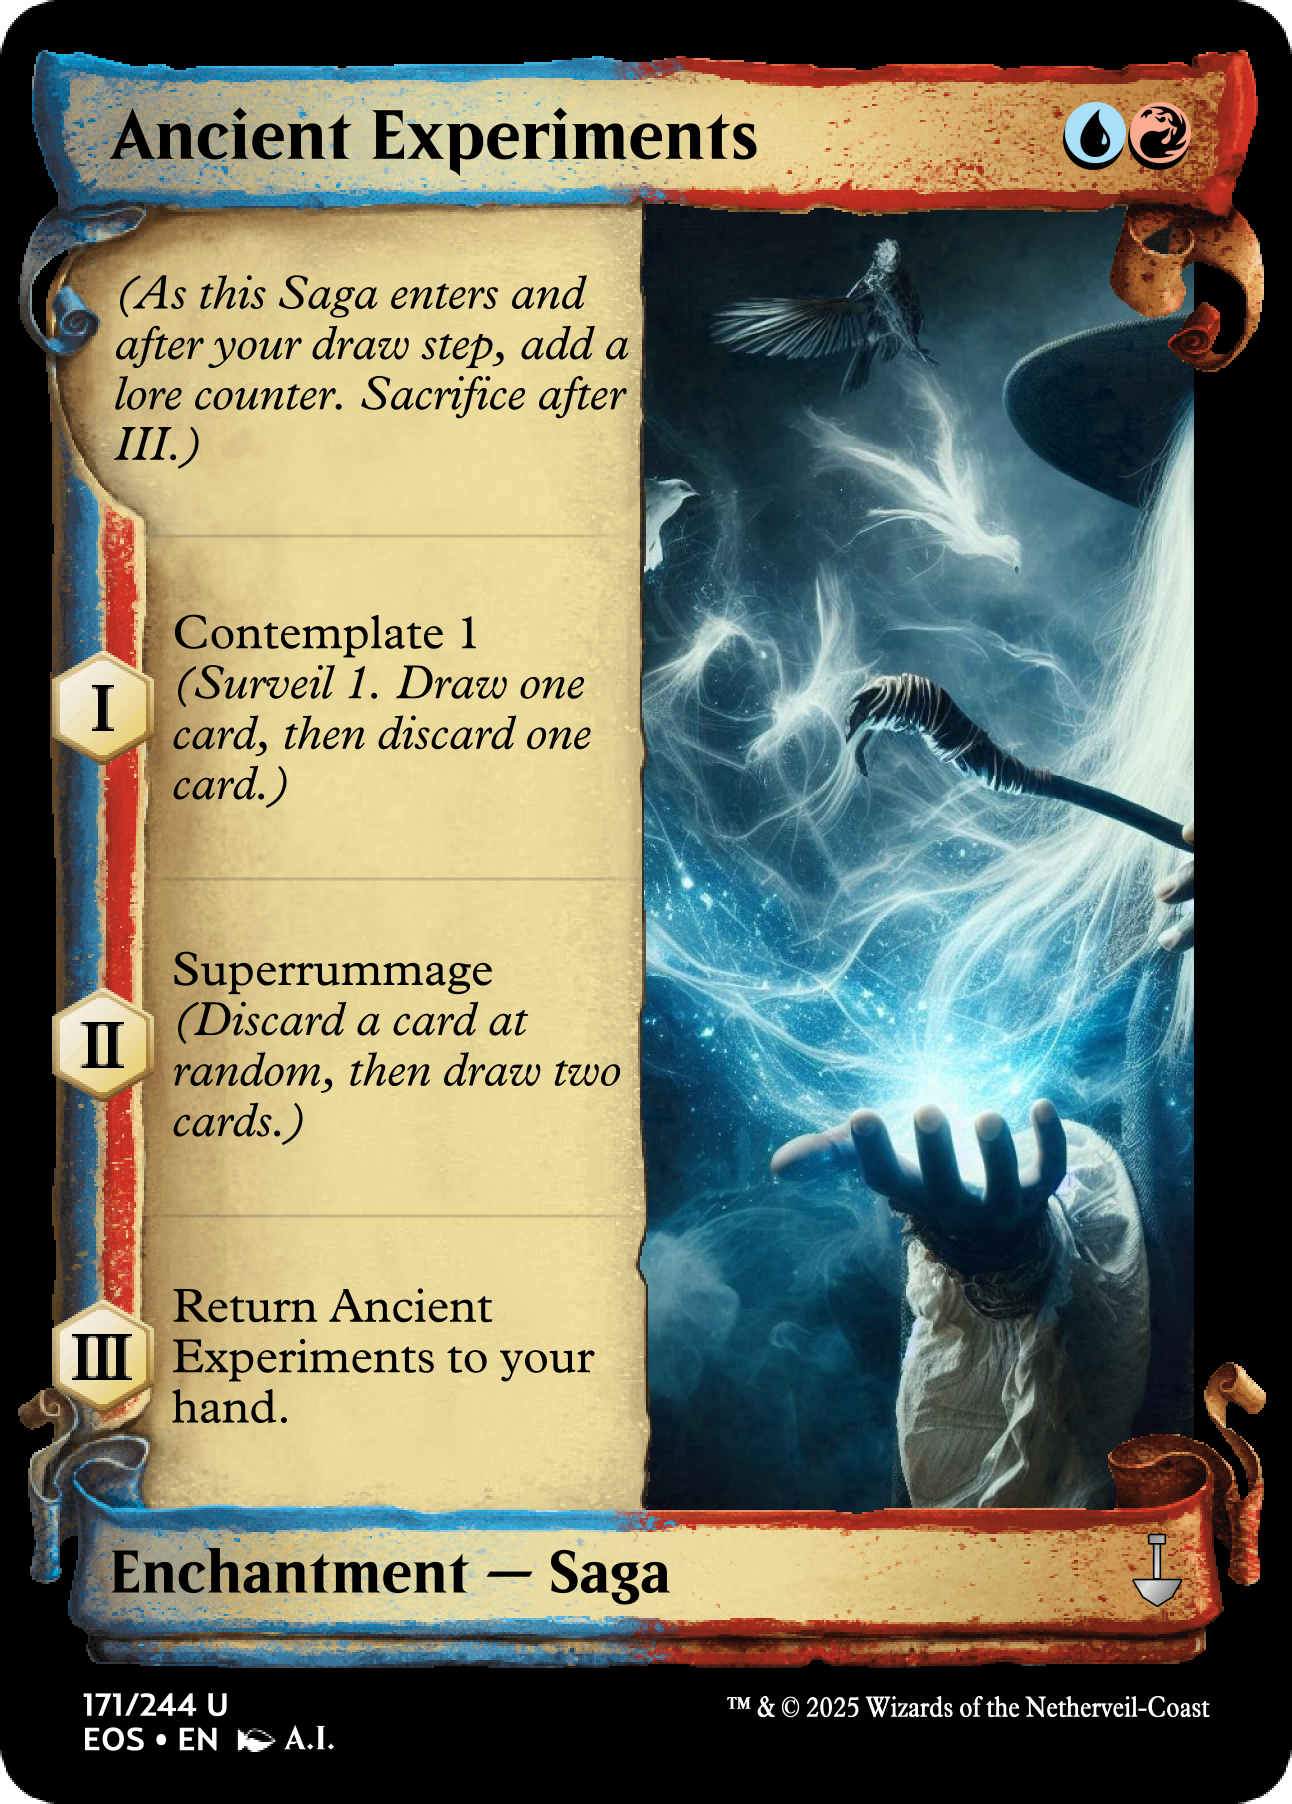 Ancient Experiments
(As this Saga enters and
after your draw step, add a
lore counter. Sacrifice after
III.)
I
Contemplate 1
(Surveil 1. Draw one
card, then discard one
card.)
II
Superrummage
(Discard a card at
random, then draw two
cards.)
III
Return Ancient
Experiments to your
hand.
Enchantment — Saga
171/244 U
EOS • EN A.I.
™ & © 2025 Wizards of the Netherveil-Coast